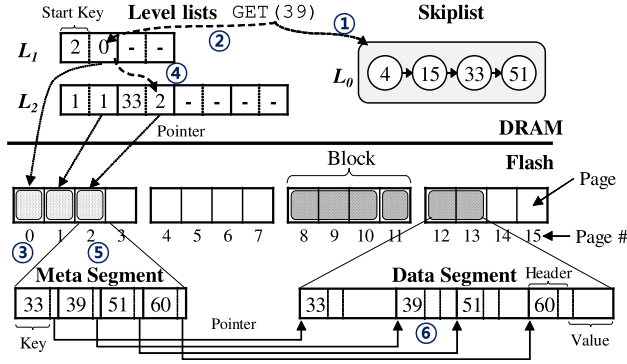 Start Key Level lists GET(39) Skiplist
① ②
L1 2 0 - -
④
L0 4 15 33 51
L2 1 1 33 2 - - - -
Pointer DRAM
Block Flash
Page
0 1 2 3 4 5 6 7 8 9 10 11 12 13 14 15 Page #
③ ⑤
Meta Segment Data Segment Header
33 39 51 60 33 39 51 60
Key Pointer ⑥ Value